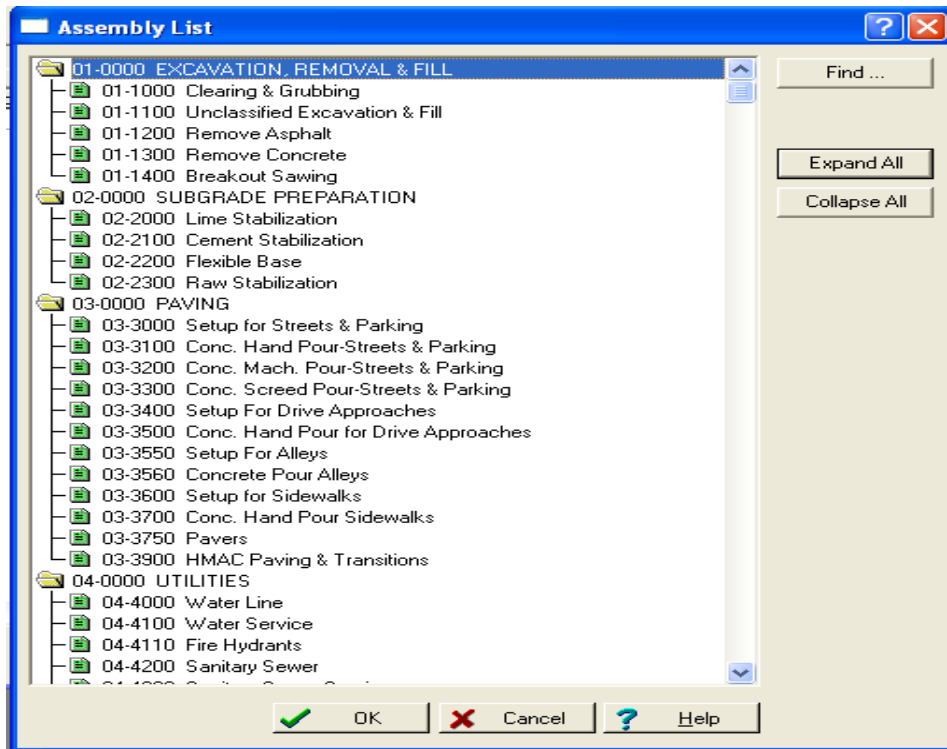 Assembly List
01-0000 EXCAVATION, REMOVAL & FILL
01-1000 Clearing & Grubbing
01-1100 Unclassified Excavation & Fill
01-1200 Remove Asphalt
01-1300 Remove Concrete
01-1400 Breakout Sawing
02-0000 SUBGRADE PREPARATION
02-2000 Lime Stabilization
02-2100 Cement Stabilization
02-2200 Flexible Base
02-2300 Raw Stabilization
03-0000 PAVING
03-3000 Setup for Streets & Parking
03-3100 Conc. Hand Pour-Streets & Parking
03-3200 Conc. Mach. Pour-Streets & Parking
03-3300 Conc. Screed Pour-Streets & Parking
03-3400 Setup For Drive Approaches
03-3500 Conc. Hand Pour for Drive Approaches
03-3550 Setup For Alleys
03-3560 Concrete Pour Alleys
03-3600 Setup for Sidewalks
03-3700 Conc. Hand Pour Sidewalks
03-3750 Pavers
03-3900 HMAC Paving & Transitions
04-0000 UTILITIES
04-4000 Water Line
04-4100 Water Service
04-4110 Fire Hydrants
04-4200 Sanitary Sewer
Find ...
Expand All
Collapse All
OK
Cancel
Help